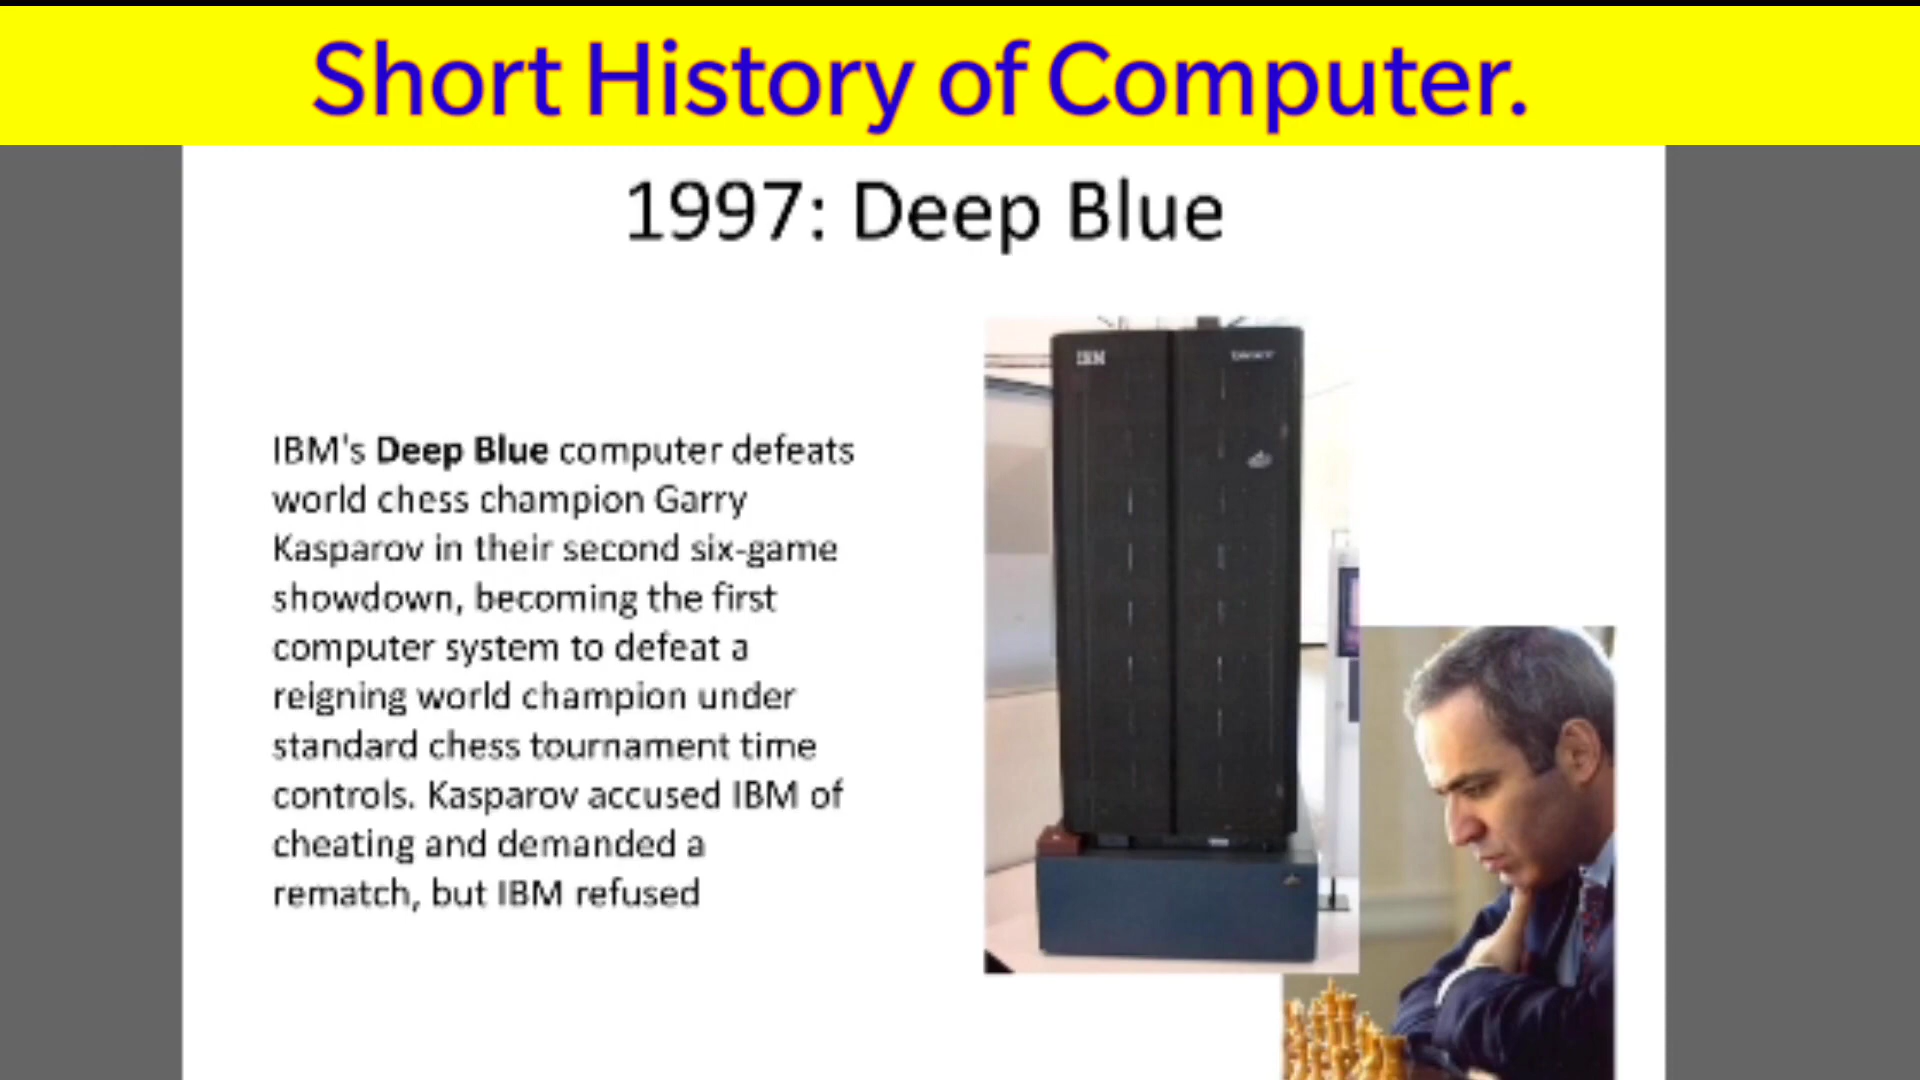 Short History of Computer.
1997: Deep Blue
IBM's Deep Blue computer defeats
world chess champion Garry
Kasparov in their second six-game
showdown, becoming the first
computer system to defeat a
reigning world champion under
standard chess tournament time
controls. Kasparov accused IBM of
cheating and demanded a
rematch, but IBM refused
IBM